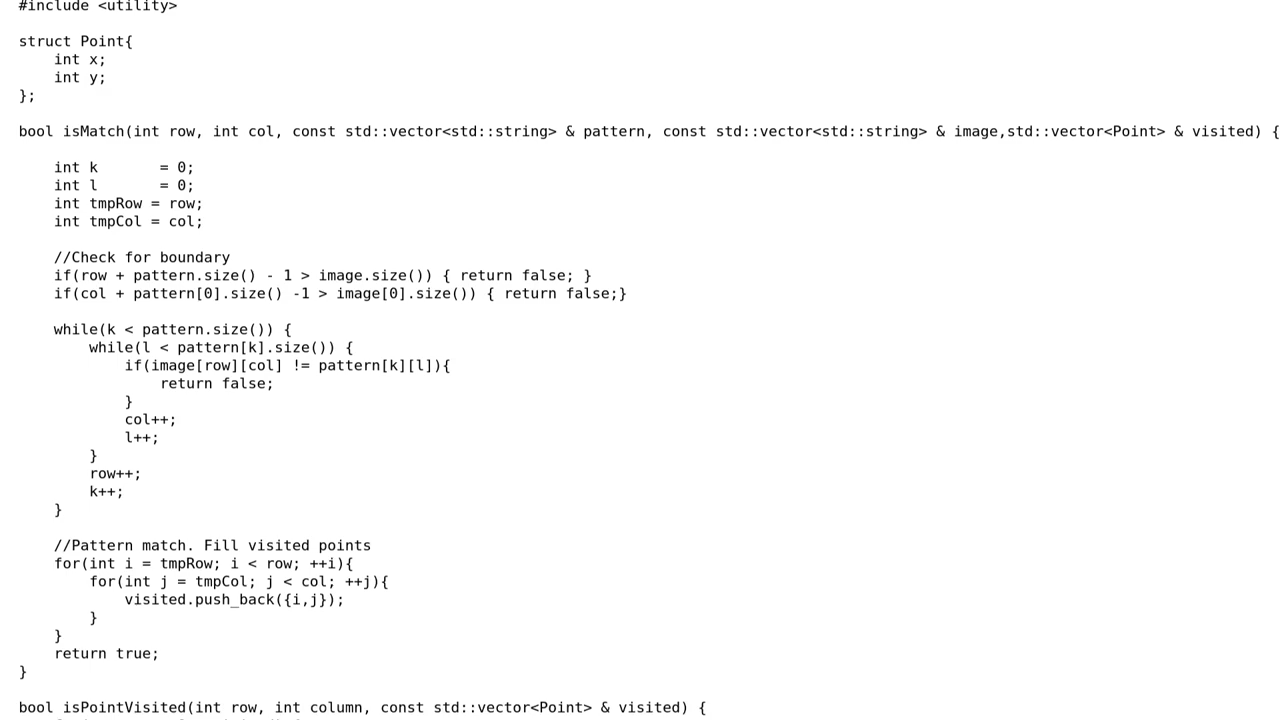 #include <utility>
struct Point{
    int x;
    int y;
};
bool isMatch(int row, int col, const std::vector<std::string> & pattern, const std::vector<std::string> & image,std::vector<Point> & visited) {
    int k       = 0;
    int l       = 0;
    int tmpRow = row;
    int tmpCol = col;
    //Check for boundary
    if(row + pattern.size() - 1 > image.size()) { return false; }
    if(col + pattern[0].size() -1 > image[0].size()) { return false;}
    while(k < pattern.size()) {
        while(l < pattern[k].size()) {
            if(image[row][col] != pattern[k][l]){
                return false;
            }
            col++;
            l++;
        }
        row++;
        k++;
    }
    //Pattern match. Fill visited points
    for(int i = tmpRow; i < row; ++i){
        for(int j = tmpCol; j < col; ++j){
            visited.push_back({i,j});
        }
    }
    return true;
}
bool isPointVisited(int row, int column, const std::vector<Point> & visited) {